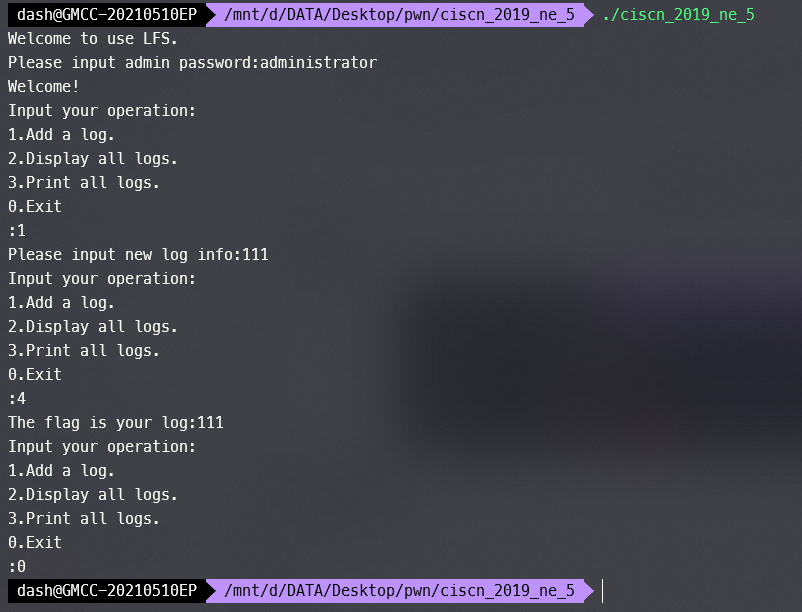 dash@GMCC-20210510EP /mnt/d/DATA/Desktop/pwn/ciscn_2019_ne_5 ./ciscn_2019_ne_5
Welcome to use LFS.
Please input admin password:administrator
Welcome!
Input your operation:
1.Add a log.
2.Display all logs.
3.Print all logs.
0.Exit
:1
Please input new log info:111
Input your operation:
1.Add a log.
2.Display all logs.
3.Print all logs.
0.Exit
:4
The flag is your log:111
Input your operation:
1.Add a log.
2.Display all logs.
3.Print all logs.
0.Exit
:0
dash@GMCC-20210510EP /mnt/d/DATA/Desktop/pwn/ciscn_2019_ne_5